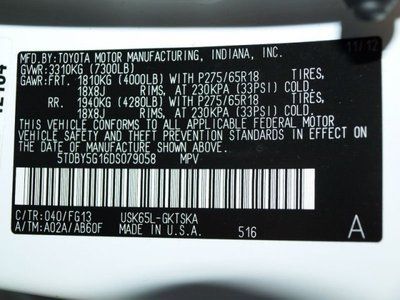 MFD.BY:TOYOTA MOTOR MANUFACTURING, INDIANA, INC. 11/12
GVWR:3310KG (7300LB)
GAWR:FRT. 1810KG (4000LB) WITH P275/65R18 TIRES,
18X8J RIMS, AT 230KPA (33PSI) COLD
RR. 1940KG (4280LB) WITH P275/65R18 TIRES,
18X8J RIMS, AT 230KPA (33PSI) COLD
THIS VEHICLE CONFORMS TO ALL APPLICABLE FEDERAL MOTOR
VEHICLE SAFETY STANDARDS IN EFFECT ON THE
DATE OF MANUFACTURE SHOWN ABOVE.
5TDBY5G16DS079058 MPV
C/TR:040/FG13 USK65L-GKTSKA
A/TM:A02A/AB60F MADE IN U.S.A. 516 A